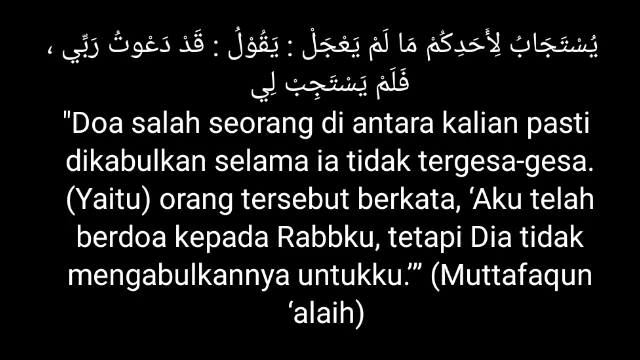 يُسْتَجَابُ لِأَحَدِكُمْ مَا لَمْ يَعْجَلْ : يَقُوْلُ : قَدْ دَعْوتُ رَبِّي ،
فَلَمْ يَسْتَجِبْ لِي
"Doa salah seorang di antara kalian pasti
dikabulkan selama ia tidak tergesa-gesa.
(Yaitu) orang tersebut berkata, ‘Aku telah
berdoa kepada Rabbku, tetapi Dia tidak
mengabulkannya untukku.’” (Muttafaqun
‘alaih)